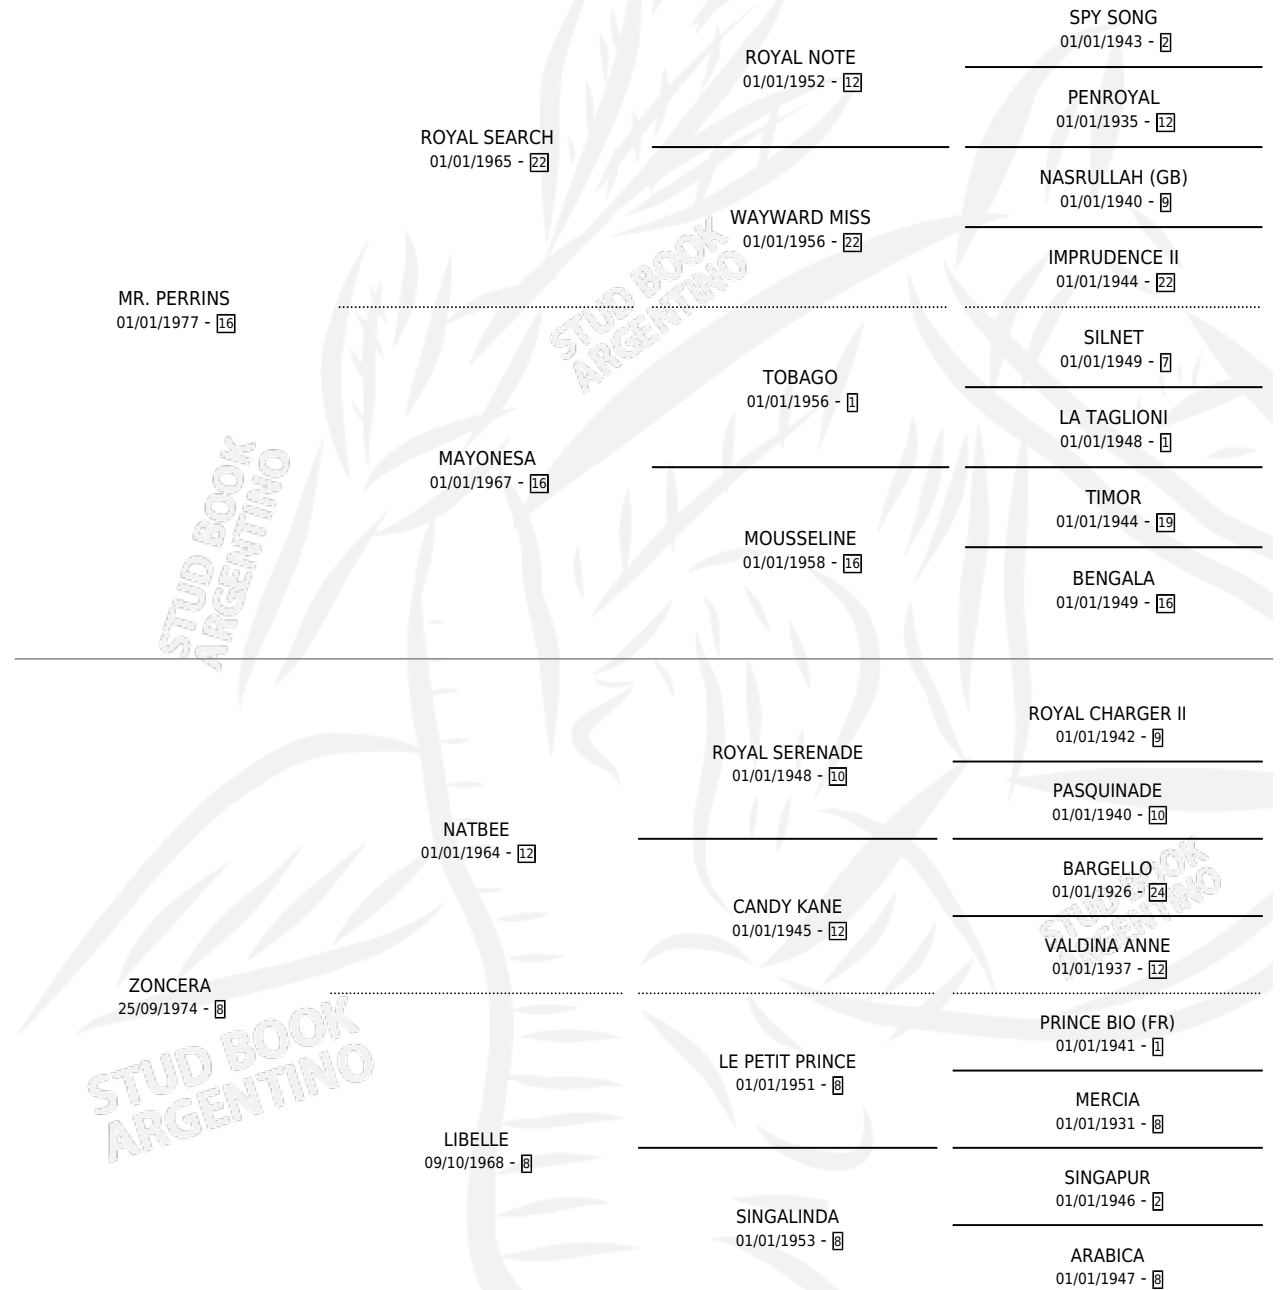 SPY SONG
01/01/1943 - 2
ROYAL NOTE
01/01/1952 - 12
PENROYAL
01/01/1935 - 12
ROYAL SEARCH
01/01/1965 - 22
NASRULLAH (GB)
01/01/1940 - 9
WAYWARD MISS
01/01/1956 - 22
IMPRUDENCE II
01/01/1944 - 22
MR. PERRINS
01/01/1977 - 16
SILNET
01/01/1949 - 7
TOBAGO
01/01/1956 - 1
LA TAGLIONI
01/01/1948 - 1
MAYONESA
01/01/1967 - 16
TIMOR
01/01/1944 - 19
MOUSSELINE
01/01/1958 - 16
BENGALA
01/01/1949 - 16
ROYAL CHARGER II
01/01/1942 - 9
ROYAL SERENADE
01/01/1948 - 10
PASQUINADE
01/01/1940 - 10
NATBEE
01/01/1964 - 12
BARGELLO
01/01/1926 - 24
CANDY KANE
01/01/1945 - 12
VALDINA ANNE
01/01/1937 - 12
ZONCERA
25/09/1974 - 8
PRINCE BIO (FR)
01/01/1941 - 1
LE PETIT PRINCE
01/01/1951 - 8
MERCIA
01/01/1931 - 8
LIBELLE
09/10/1968 - 8
SINGAPUR
01/01/1946 - 2
SINGALINDA
01/01/1953 - 8
ARABICA
01/01/1947 - 8
STUD BOOK
ARGENTINO
STUD BOOK
ARGENTINO
STUD BOOK
ARGENTINO
STUD BOOK
ARGENTINO